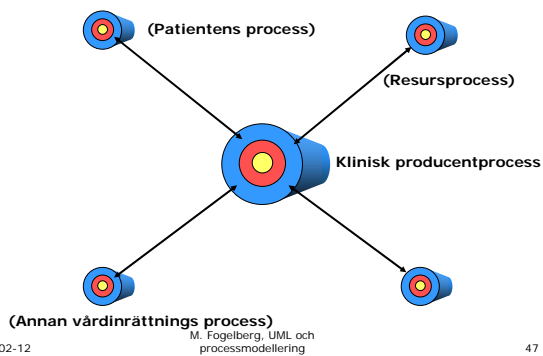 (Patientens process)
(Resursprocess)
Klinisk producentprocess
(Annan vårdinrättnings process)
02-12
M. Fogelberg, UML och
processmodellering
47